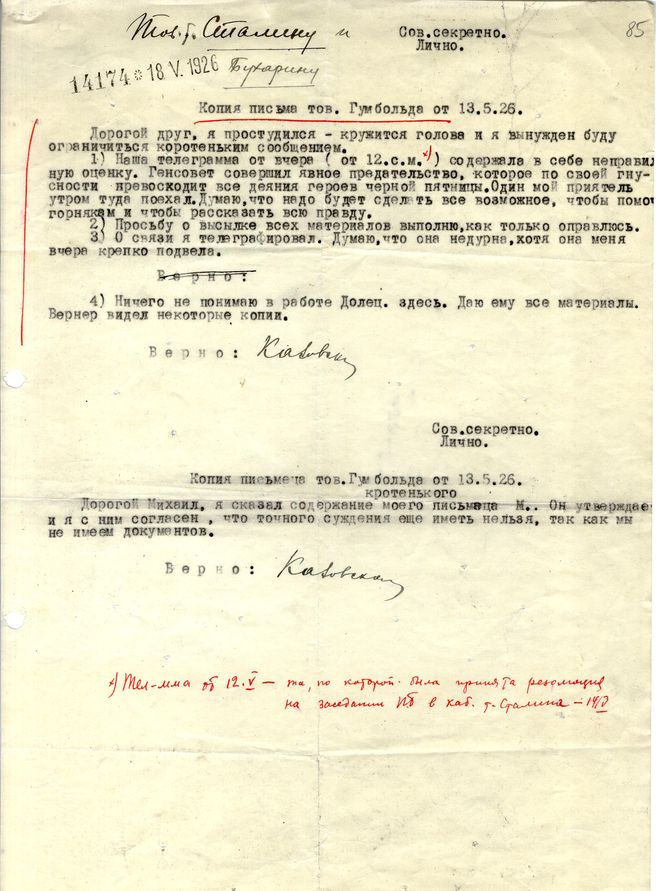 Тов.т. Сталину и
Сов.секретно.
Лично.
85
14174 * 18 V. 1926
Бухарину
Копия письма тов. Гумбольда от 13.5.26.
Дорогой друг, я простудился - кружится голова и я вынужден буду
ограничиться коротеньким сообщением.
1) Наша телеграмма от вчера ( от 12.с.м.х)) содержала в себе неправил
ную оценку. Генсовет совершил явное предательство, которое по своей гну-
сности превосходит все деяния героев черной пятницы.Один мой приятель
утром туда поехал.Думаю,что надо будет сделать все возможное, чтобы помоч
горнякам и чтобы рассказать всю правду.
2) Просьбу о высылке всех материалов выполню,как только оправлюсь.
3) О связи я телеграфировал. Думаю,что она недурна,хотя она меня
вчера крепко подвела.
Верно:
4) Ничего не понимаю в работе Долец. здесь. Даю ему все материалы.
Вернер видел некоторые копии.
Верно:
Сов.секретно.
Лично.
Копия письмеча тов.Гумбольда от 13.5.26.
кротенького
Дорогой Михаил, я сказал содержание моего письмаца М.. Он утверждае
и я с ним согласен , что точного суждения еще иметь нельзя, так как мы
не имеем документов.
Верно:
х) Тел-мма от 12.V — та, по которой была принята резолюция
на заседании ПБ в каб. т. Сталина – 14/V